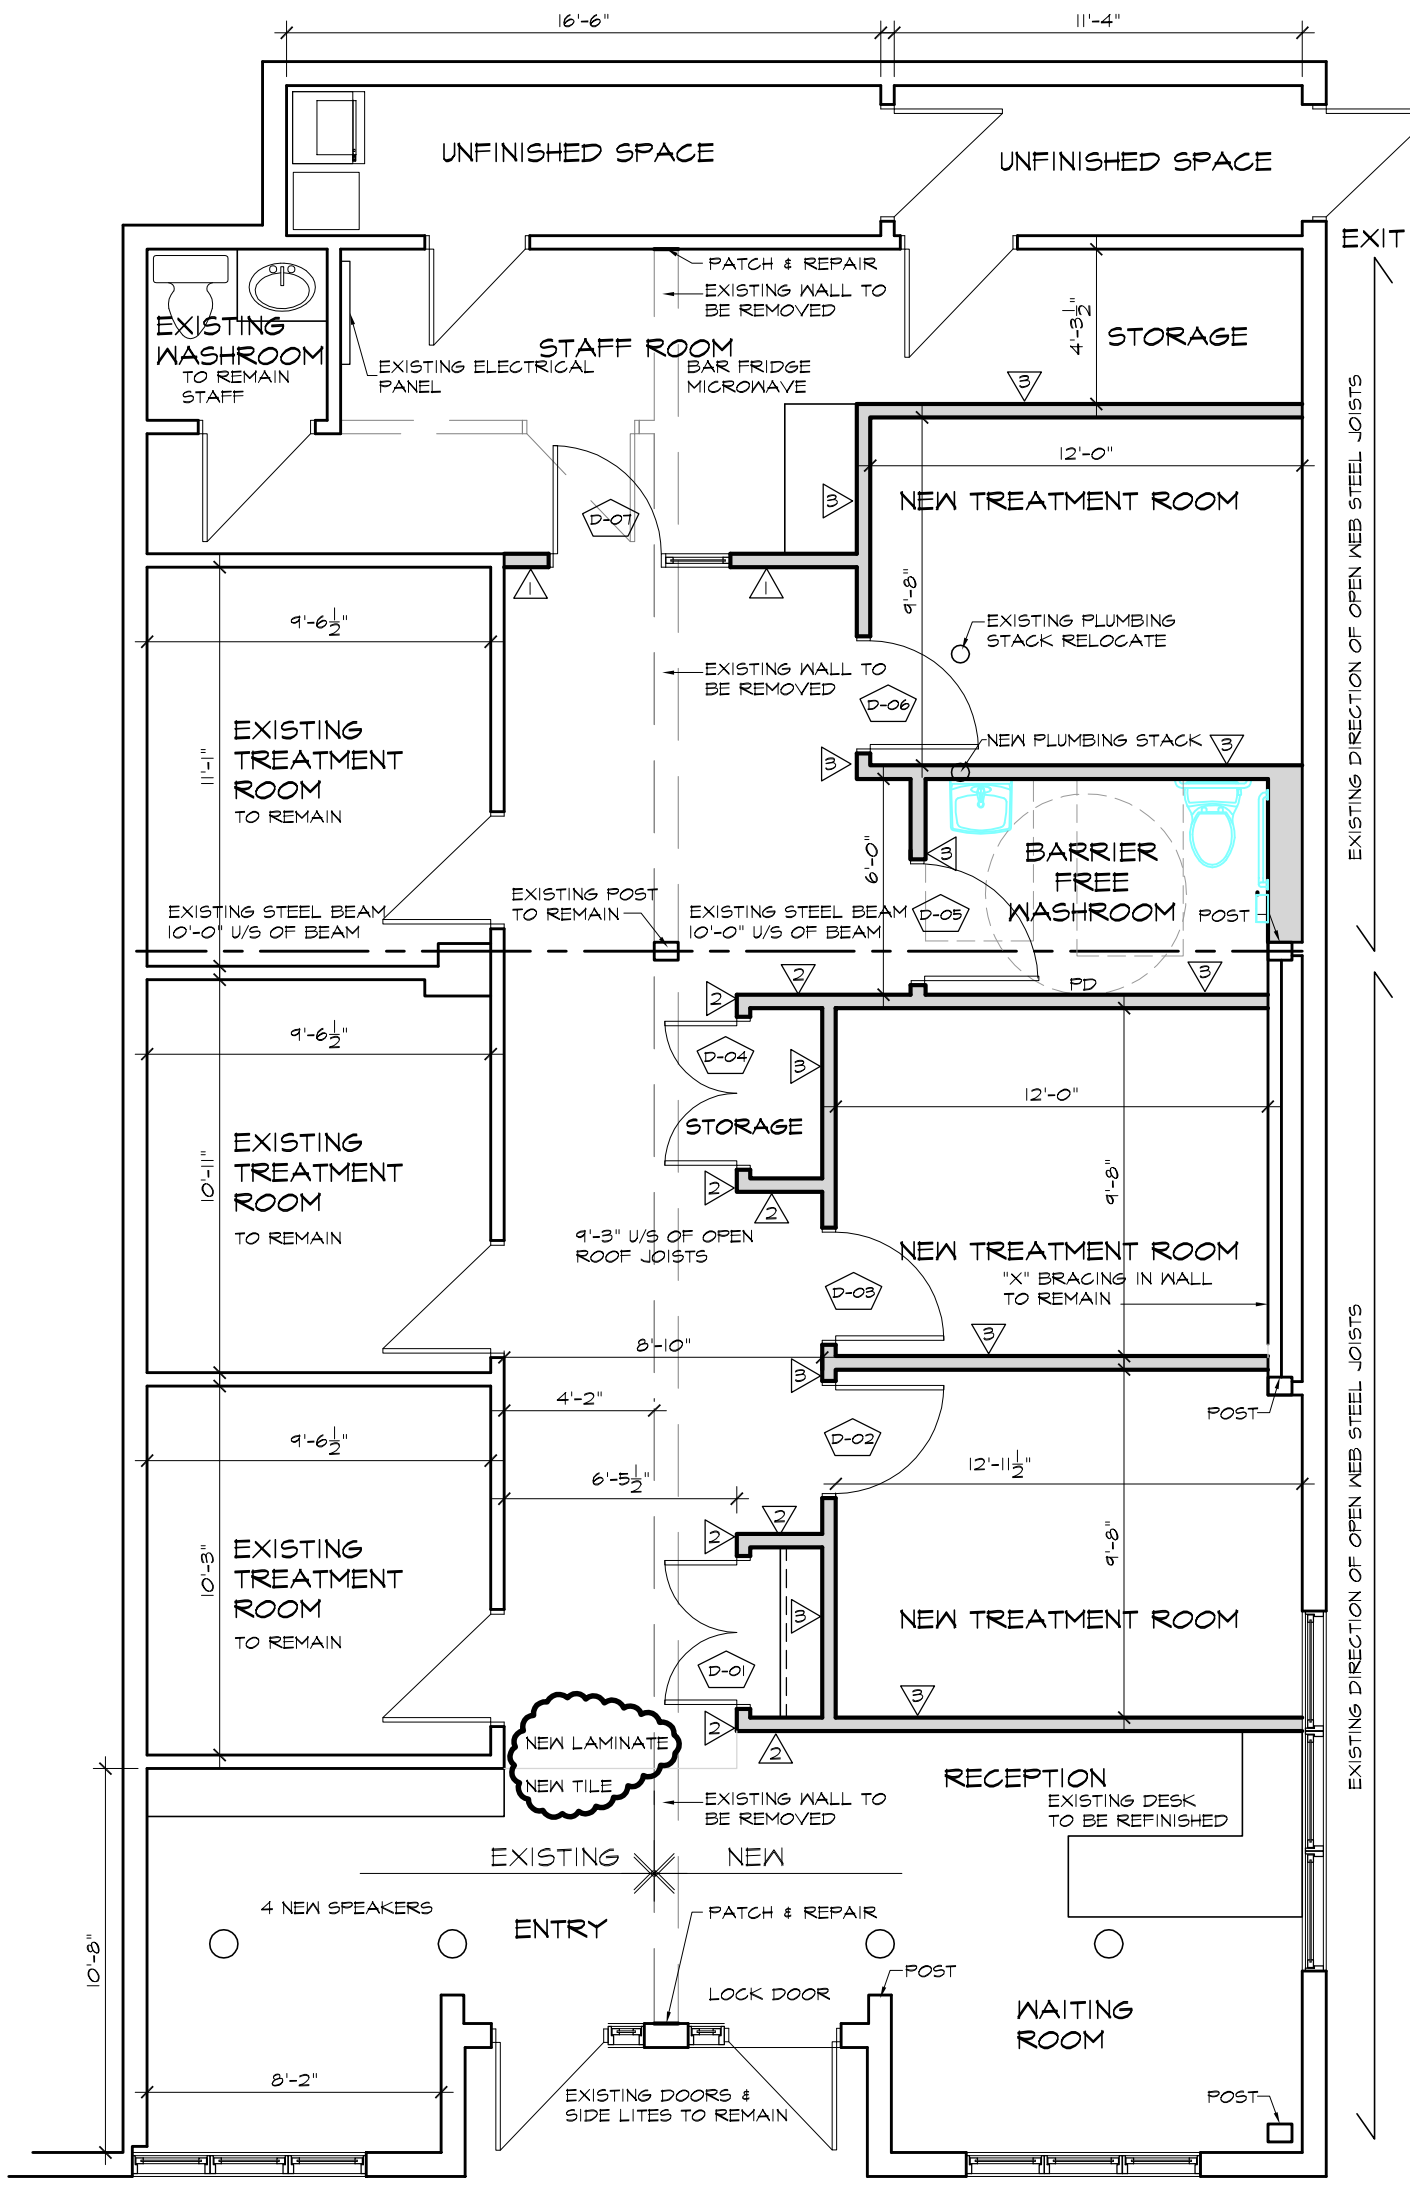 16'-6"
11'-4"
UNFINISHED SPACE
UNFINISHED SPACE
EXIT
PATCH & REPAIR
EXISTING WALL TO
BE REMOVED
4'-3 1/2"
STORAGE
EXISTING
WASHROOM
TO REMAIN
STAFF
EXISTING ELECTRICAL
PANEL
STAFF ROOM
BAR FRIDGE
MICROWAVE
3
EXISTING DIRECTION OF OPEN WEB STEEL JOISTS
12'-0"
NEW TREATMENT ROOM
3
D-07
1
1
9'-8"
9'-6 1/2"
EXISTING PLUMBING
STACK RELOCATE
EXISTING WALL TO
BE REMOVED
D-06
EXISTING
TREATMENT
ROOM
TO REMAIN
11'-1"
NEW PLUMBING STACK
3
3
3
6'-0"
BARRIER
FREE
WASHROOM
POST
D-05
EXISTING POST
TO REMAIN
EXISTING STEEL BEAM
10'-0" U/S OF BEAM
EXISTING STEEL BEAM
10'-0" U/S OF BEAM
PD
3
2
2
9'-6 1/2"
D-04
3
12'-0"
STORAGE
EXISTING
TREATMENT
ROOM
TO REMAIN
10'-11"
9'-8"
2
2
9'-3" U/S OF OPEN
ROOF JOISTS
NEW TREATMENT ROOM
"X" BRACING IN WALL
TO REMAIN
D-03
3
8'-10"
3
4'-2"
POST
9'-6 1/2"
D-02
12'-11 1/2"
6'-5 1/2"
EXISTING DIRECTION OF OPEN WEB STEEL JOISTS
2
2
9'-8"
EXISTING
TREATMENT
ROOM
TO REMAIN
10'-3"
3
NEW TREATMENT ROOM
D-01
3
2
2
NEW LAMINATE
NEW TILE
RECEPTION
EXISTING DESK
TO BE REFINISHED
EXISTING WALL TO
BE REMOVED
EXISTING
NEW
4 NEW SPEAKERS
ENTRY
PATCH & REPAIR
10'-8"
POST
LOCK DOOR
WAITING
ROOM
8'-2"
EXISTING DOORS &
SIDE LITES TO REMAIN
POST